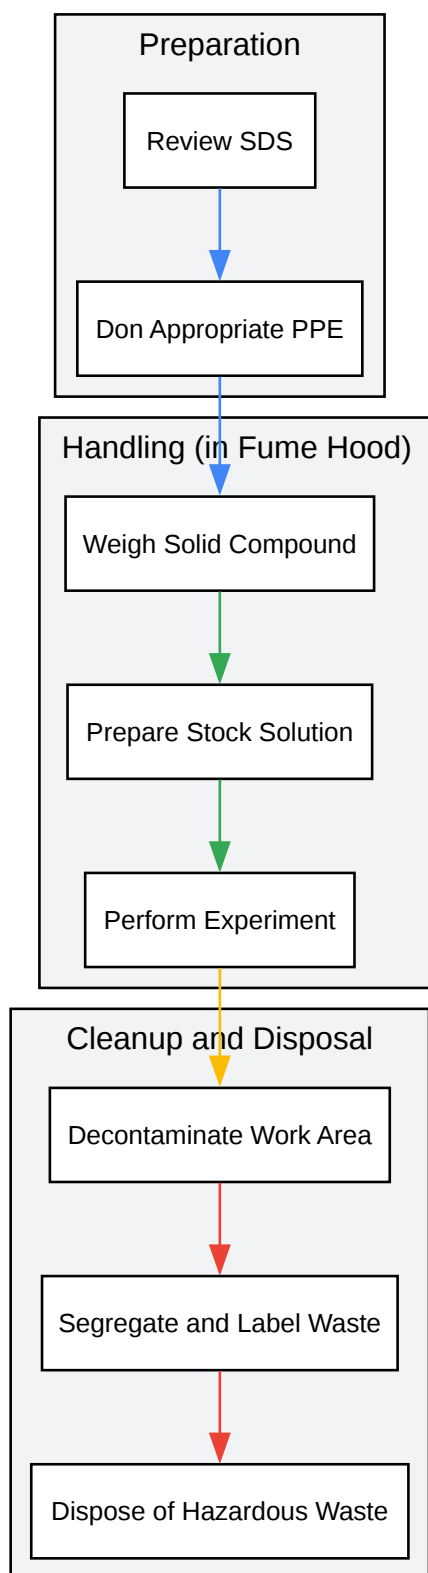 Preparation
Review SDS
Don Appropriate PPE
Handling (in Fume Hood)
Weigh Solid Compound
Prepare Stock Solution
Perform Experiment
Cleanup and Disposal
Decontaminate Work Area
Segregate and Label Waste
Dispose of Hazardous Waste